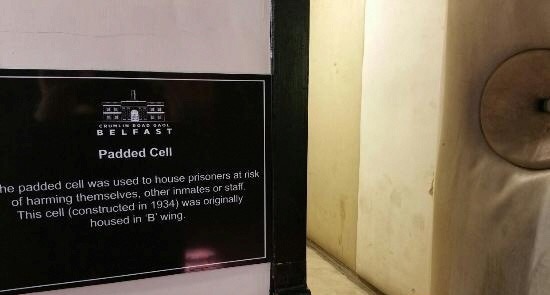 CRUMLIN ROAD GAOL
BELFAST
Padded Cell
he padded cell was used to house prisoners at risk
of harming themselves, other inmates or staff.
This cell (constructed in 1934) was originally
housed in 'B' wing.